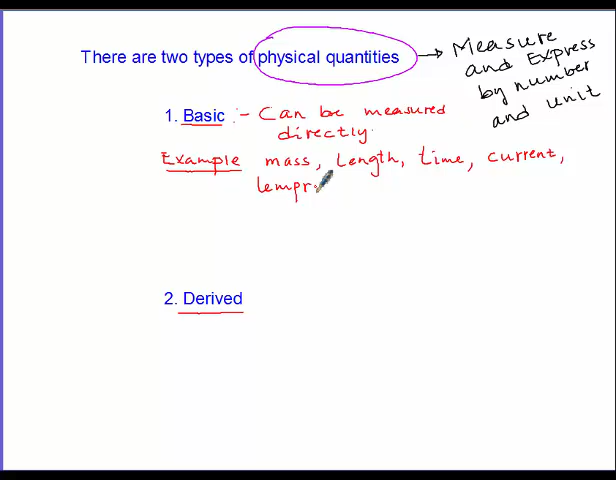 There are two types of physical quantities → Measure
and Express
by number
and unit
1. Basic :- Can be measured
directly.
Example mass, length, time, current,
tempr
2. Derived